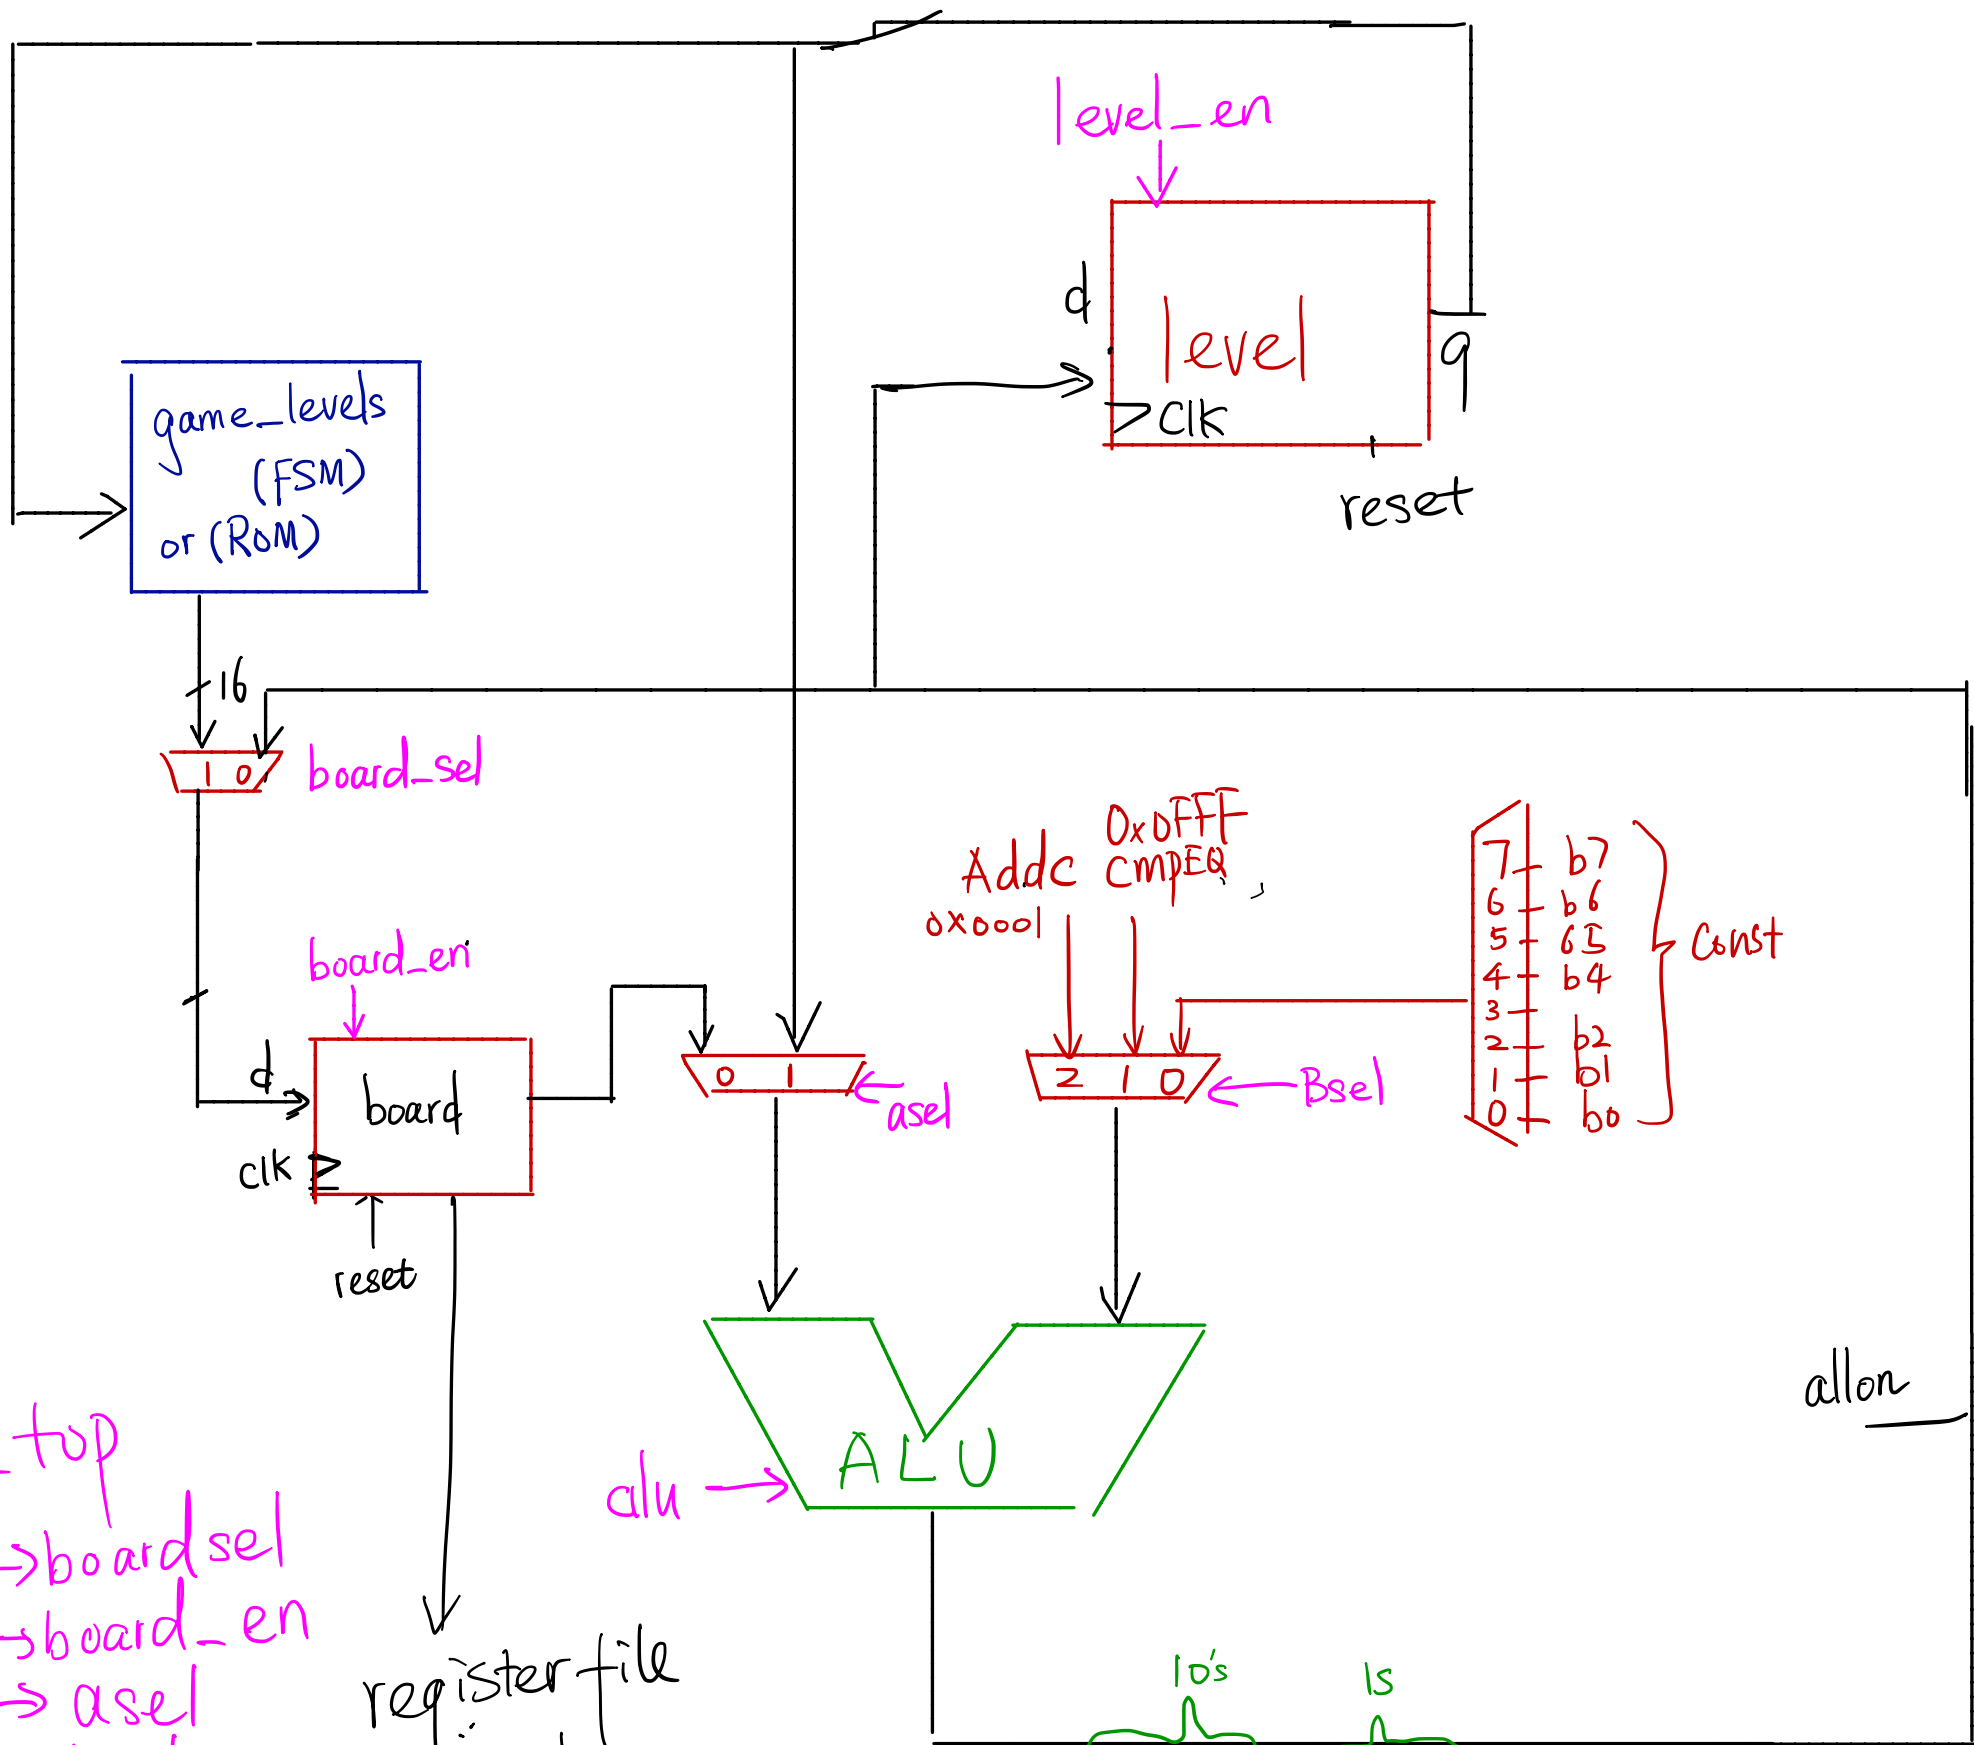 level_en
d
level
q
clk
reset
game_levels
(FSM)
or (ROM)
16
1 0
board_sel
0x0FFF
Addc CMPEQ
0x0001
7 b7
6 b6
5 b5
4 b4
3
2 b2
1 b1
0 b0
Const
board_en
d
board
clk
reset
0 1
asel
2 1 0
Bsel
allon
ALU
alu
_top
→boardsel
→board_en
→asel
register file
10's
1s